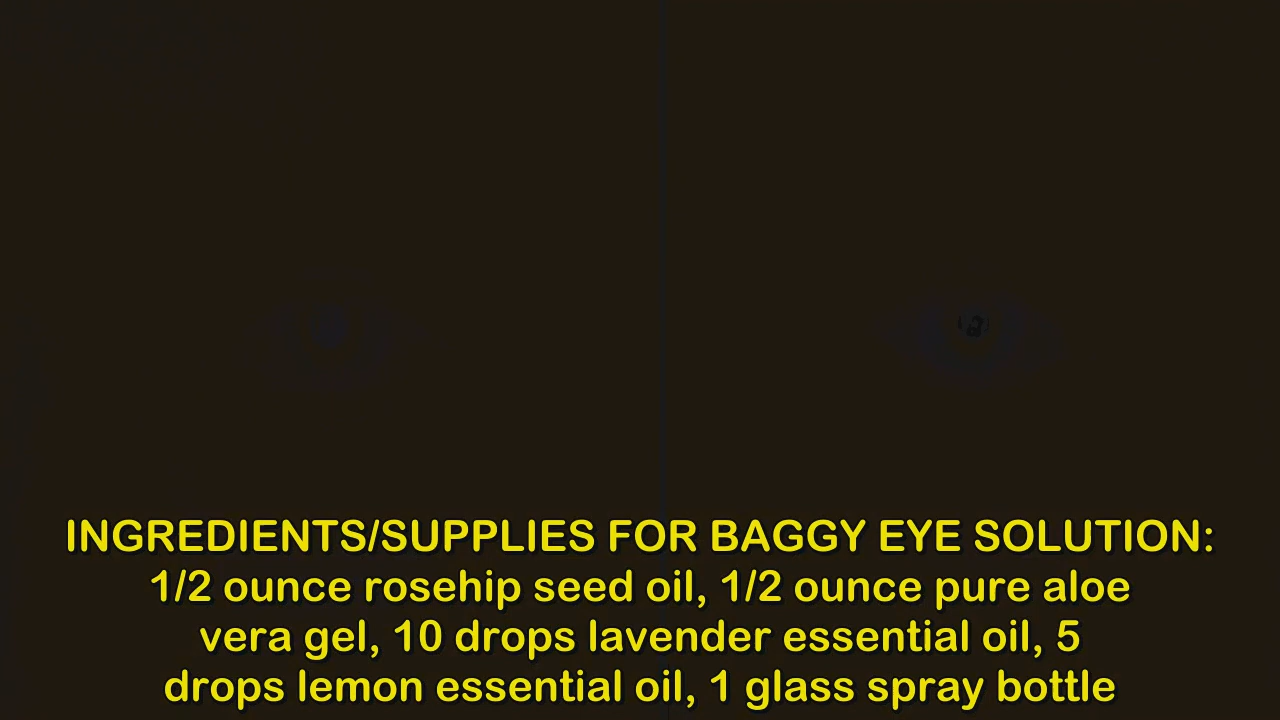 INGREDIENTS/SUPPLIES FOR BAGGY EYE SOLUTION:
1/2 ounce rosehip seed oil, 1/2 ounce pure aloe
vera gel, 10 drops lavender essential oil, 5
drops lemon essential oil, 1 glass spray bottle